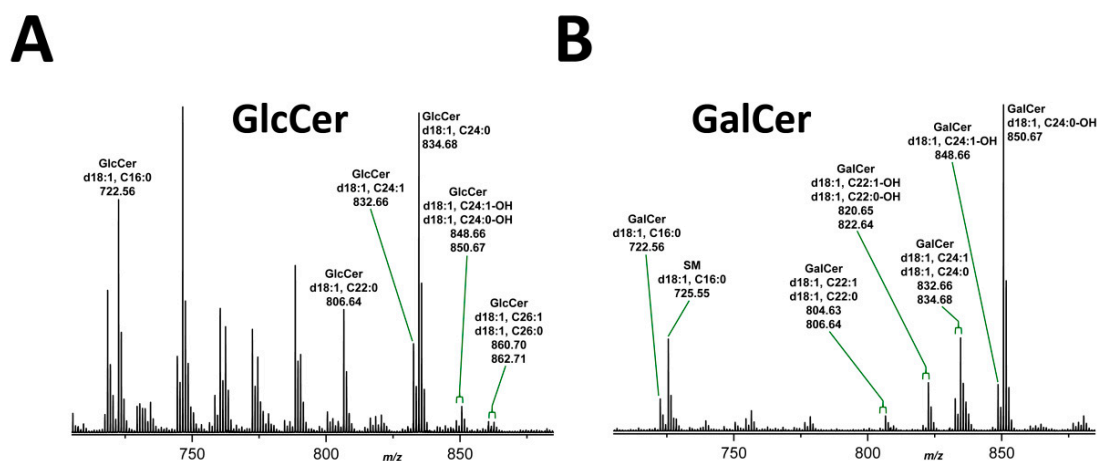 A
GlcCer
GlcCer
d18:1, C16:0
722.56
GlcCer
d18:1, C22:0
806.64
GlcCer
d18:1, C24:1
832.66
GlcCer
d18:1, C24:0
834.68
GlcCer
d18:1, C24:1-OH
d18:1, C24:0-OH
848.66
850.67
GlcCer
d18:1, C26:1
d18:1, C26:0
860.70
862.71
750
800
m/z
850
B
GalCer
GalCer
d18:1, C16:0
722.56
SM
d18:1, C16:0
725.55
GalCer
d18:1, C22:1
d18:1, C22:0
804.63
806.64
GalCer
d18:1, C22:1-OH
d18:1, C22:0-OH
820.65
822.64
GalCer
d18:1, C24:1
d18:1, C24:0
832.66
834.68
GalCer
d18:1, C24:1-OH
848.66
GalCer
d18:1, C24:0-OH
850.67
750
800
m/z
850